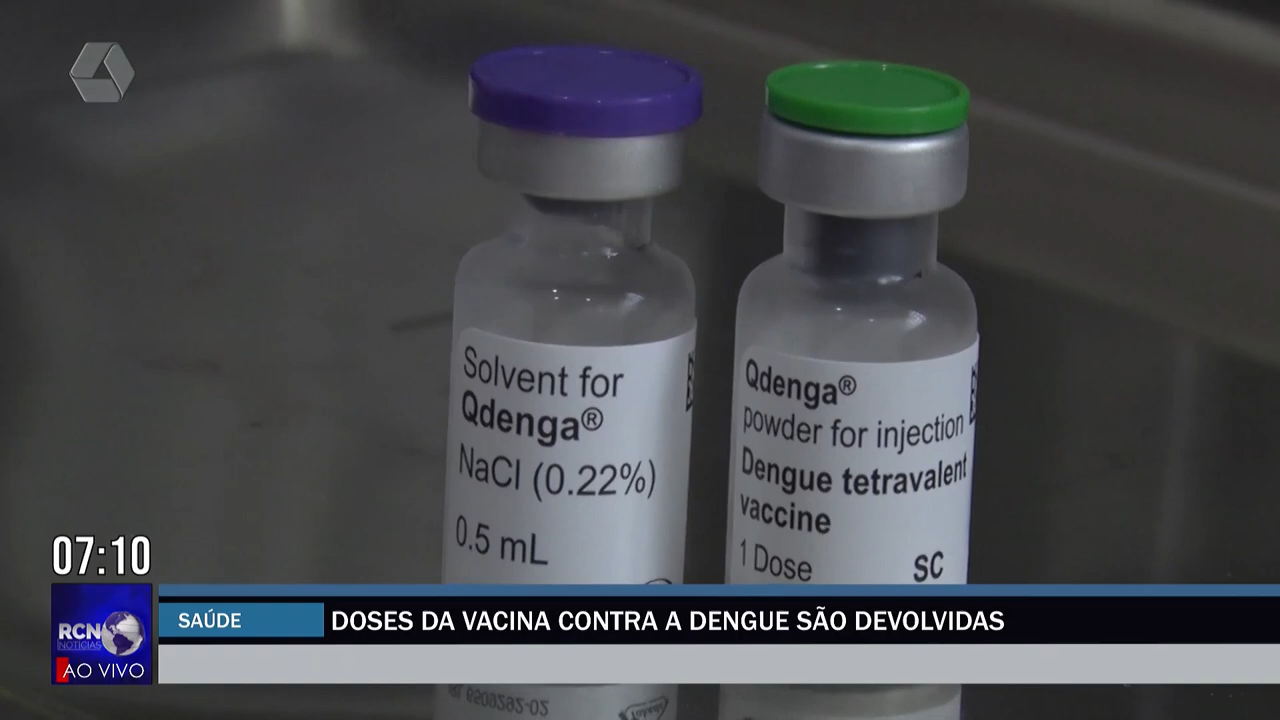 Solvent for
Qdenga®
NaCl (0.22%)
0.5 mL
Qdenga®
powder for injection
Dengue tetravalent
vaccine
1 Dose SC
07:10
RCN
NOTÍCIAS
AO VIVO
SAÚDE
DOSES DA VACINA CONTRA A DENGUE SÃO DEVOLVIDAS